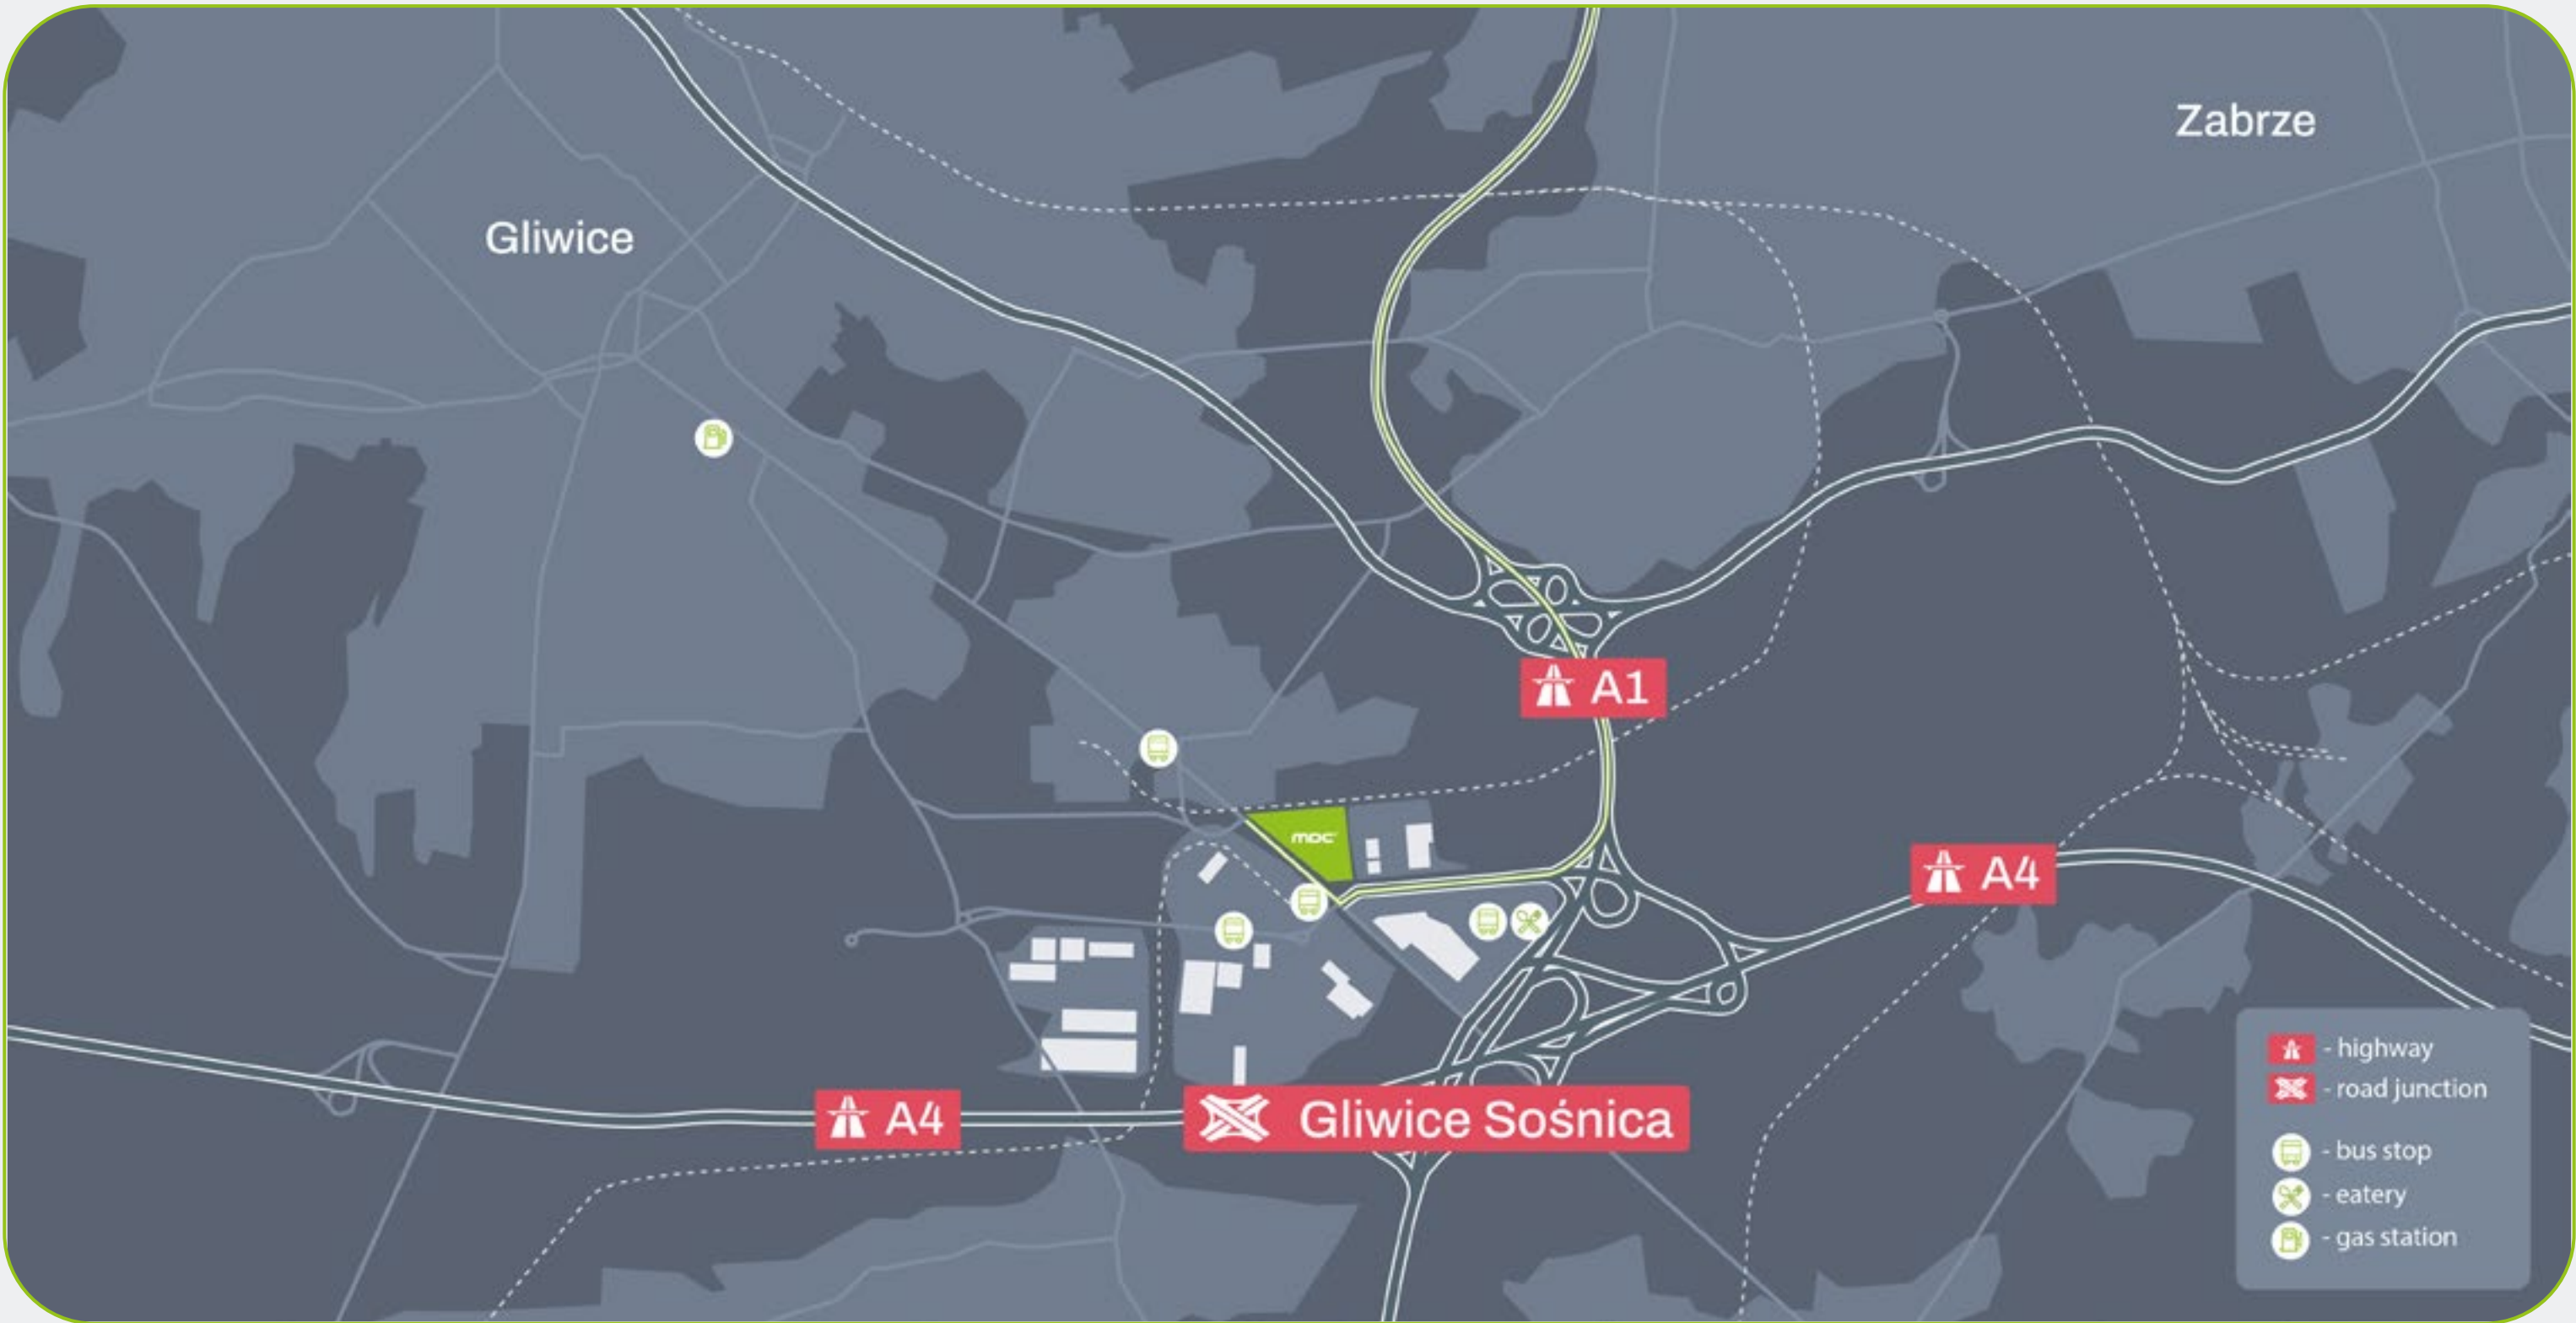 Zabrze
Gliwice
A1
MDC
A4
A4
Gliwice Sośnica
- highway
- road junction
- bus stop
- eatery
- gas station